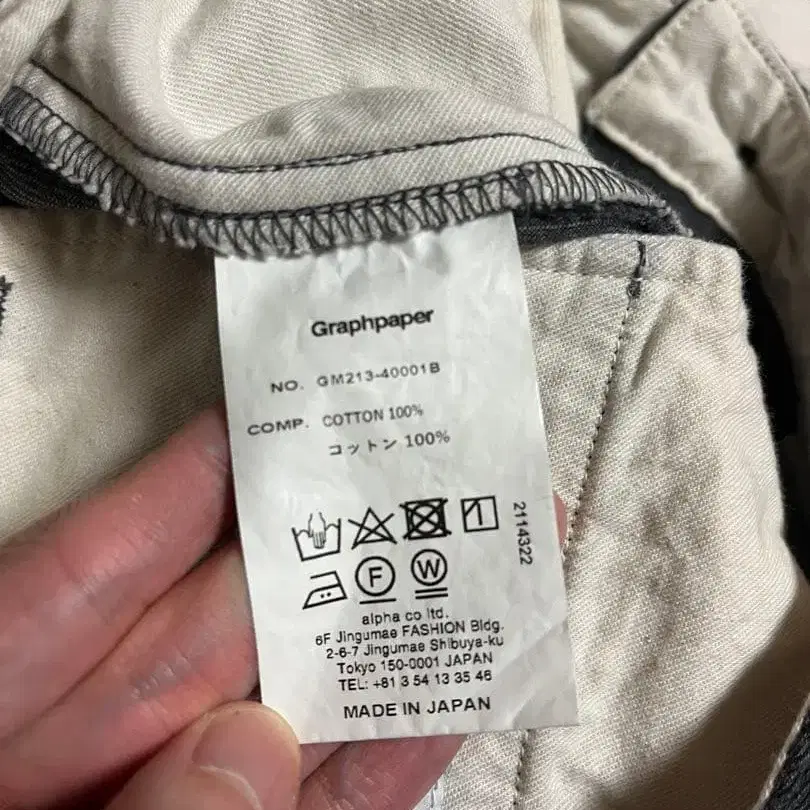 Graphpaper
NO. GM213-40001B
COMP. COTTON 100%
コットン 100%
2114322
F W
alpha co ltd.
6F Jingumae FASHION Bldg.
2-6-7 Jingumae Shibuya-ku
Tokyo 150-0001 JAPAN
TEL: +81 3 54 13 35 46
MADE IN JAPAN